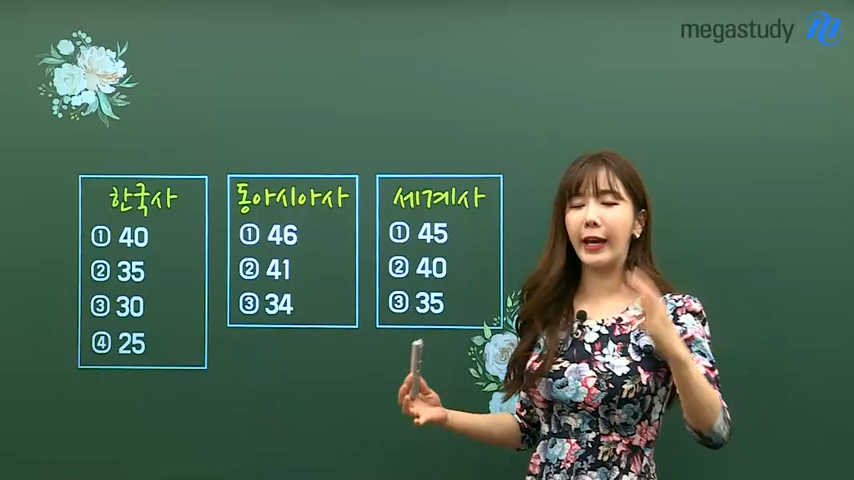 megastudy
한국사
① 40
② 35
③ 30
④ 25
동아시아사
① 46
② 41
③ 34
세계사
① 45
② 40
③ 35